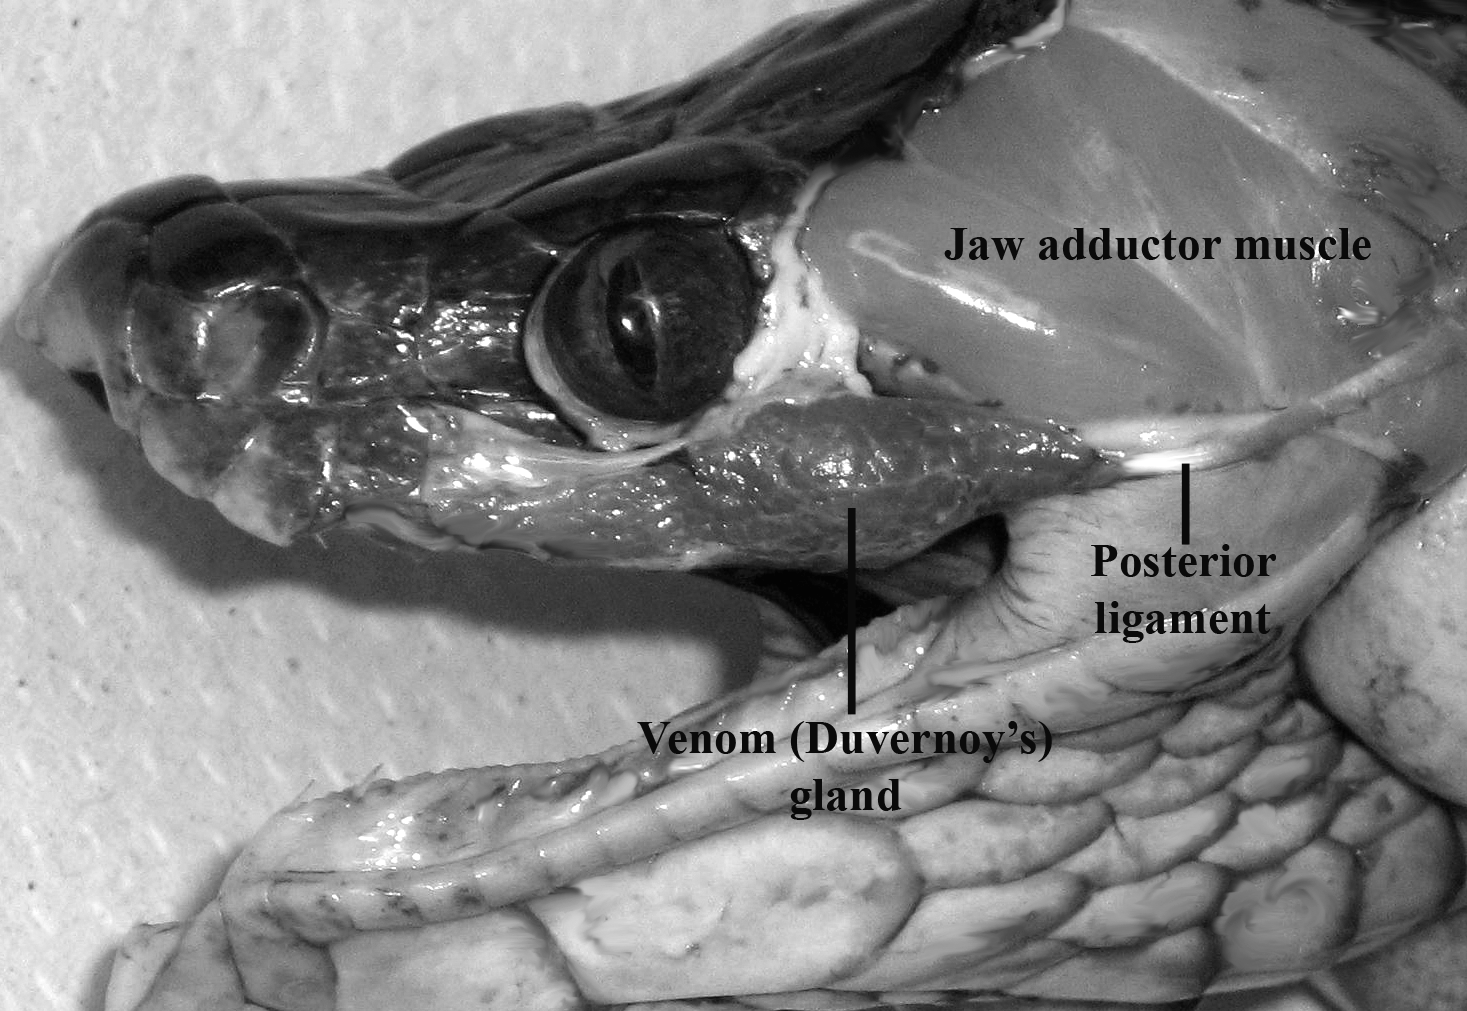 Jaw adductor muscle
Posterior
ligament
Venom (Duvernoy’s)
gland